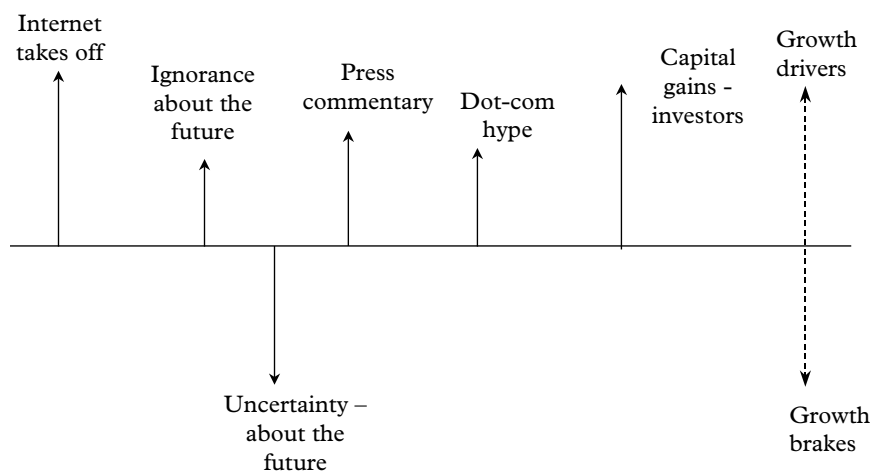 Internet
takes off
Ignorance
about the
future
Press
commentary
Dot-com
hype
Capital
gains -
investors
Growth
drivers
Uncertainty –
about the
future
Growth
brakes